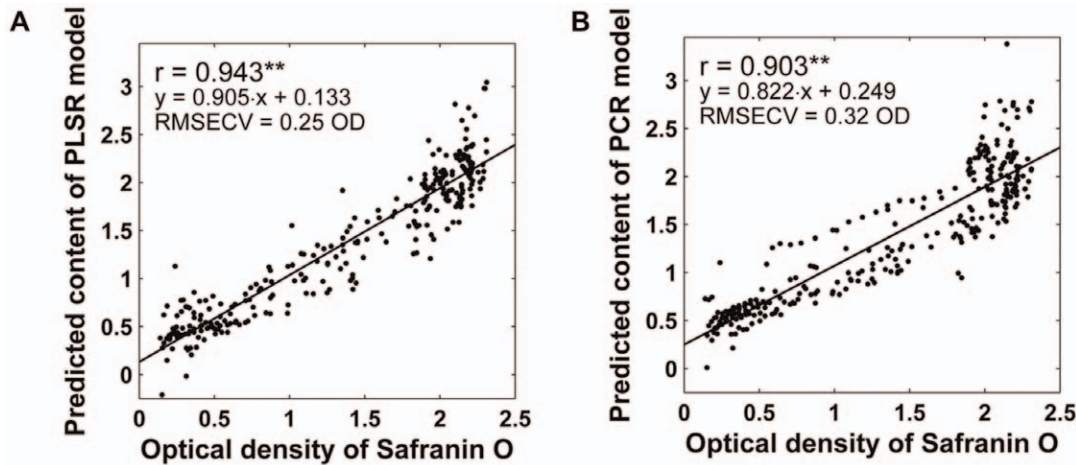 A
Predicted content of PLSR model
r = 0.943**
y = 0.905·x + 0.133
RMSECV = 0.25 OD
3
2.5
2
1.5
1
0.5
0
0
0.5
1
1.5
2
2.5
Optical density of Safranin O
B
Predicted content of PCR model
r = 0.903**
y = 0.822·x + 0.249
RMSECV = 0.32 OD
3
2.5
2
1.5
1
0.5
0
0
0.5
1
1.5
2
2.5
Optical density of Safranin O